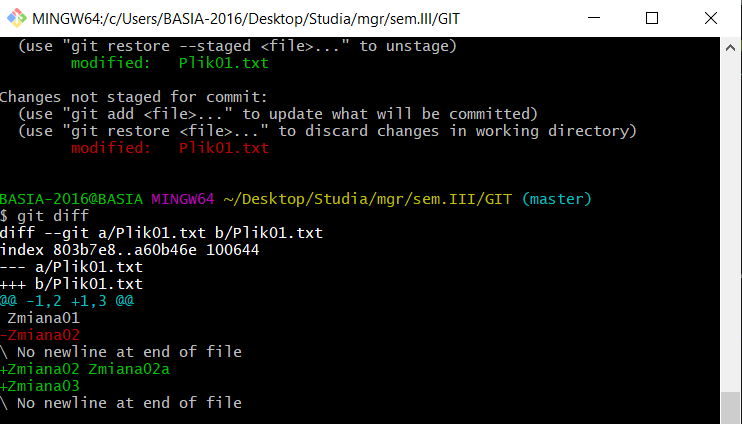 MINGW64:/c/Users/BASIA-2016/Desktop/Studia/mgr/sem.III/GIT
  (use "git restore --staged <file>..." to unstage)
        modified:   Plik01.txt

Changes not staged for commit:
  (use "git add <file>..." to update what will be committed)
  (use "git restore <file>..." to discard changes in working directory)
        modified:   Plik01.txt

BASIA-2016@BASIA MINGW64 ~/Desktop/Studia/mgr/sem.III/GIT (master)
$ git diff
diff --git a/Plik01.txt b/Plik01.txt
index 803b7e8..a60b46e 100644
--- a/Plik01.txt
+++ b/Plik01.txt
@@ -1,2 +1,3 @@
 Zmiana01
-Zmiana02
\ No newline at end of file
+Zmiana02 Zmiana02a
+Zmiana03
\ No newline at end of file